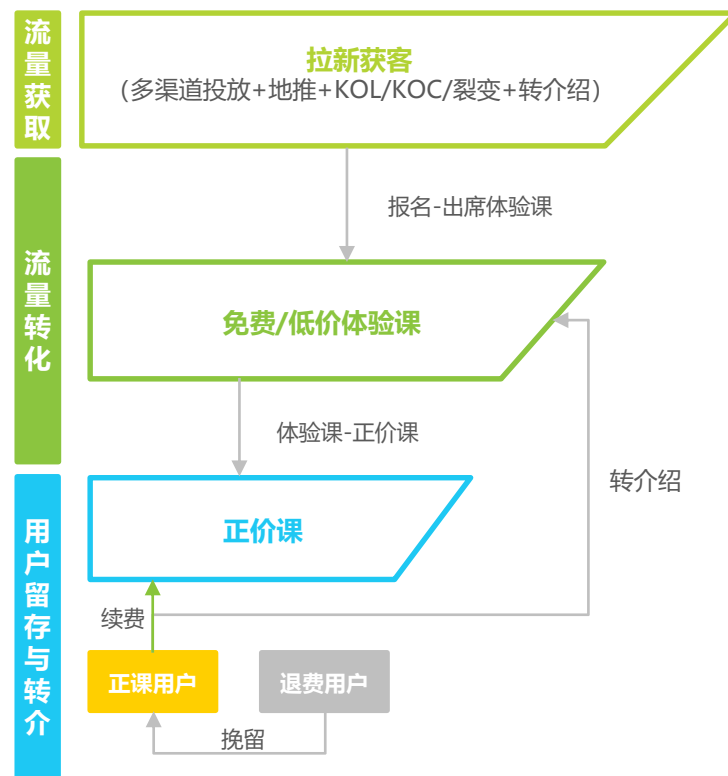 流量获取
拉新获客
（多渠道投放+地推+KOL/KOC/裂变+转介绍）
报名-出席体验课
流量转化
免费/低价体验课
体验课-正价课
转介绍
用户留存与转介
正价课
续费
正课用户
退费用户
挽留